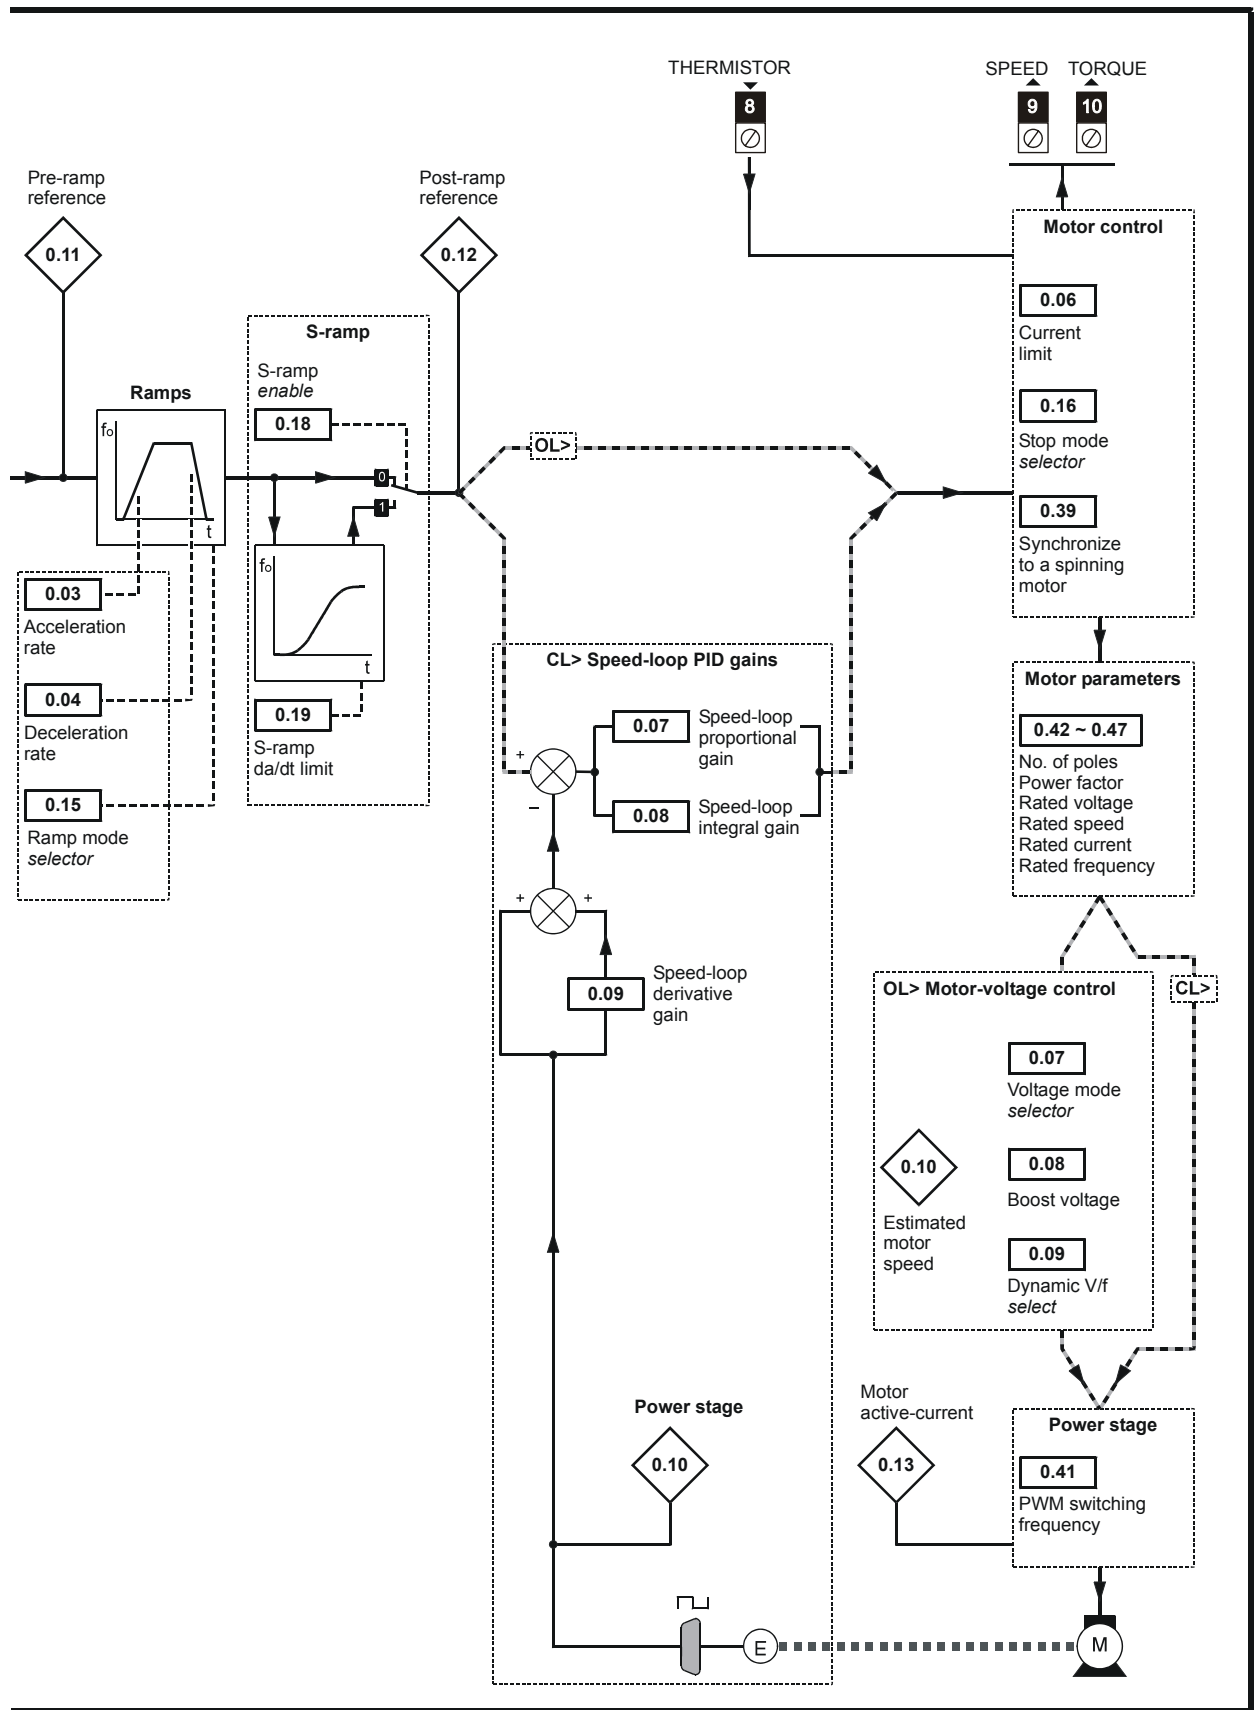 THERMISTOR
SPEED TORQUE
8
9
10
Pre-ramp
reference
0.11
Post-ramp
reference
0.12
Motor control
0.06
Current
limit
0.16
Stop mode
selector
0.39
Synchronize
to a spinning
motor
S-ramp
S-ramp
enable
0.18
0
1
fo
t
0.19
S-ramp
da/dt limit
Ramps
fo
t
0.03
Acceleration
rate
0.04
Deceleration
rate
0.15
Ramp mode
selector
OL>
CL> Speed-loop PID gains
0.07
Speed-loop
proportional
gain
+
–
0.08
Speed-loop
integral gain
+
+
0.09
Speed-loop
derivative
gain
Motor parameters
0.42 ~ 0.47
No. of poles
Power factor
Rated voltage
Rated speed
Rated current
Rated frequency
OL> Motor-voltage control
CL>
0.07
Voltage mode
selector
0.10
Estimated
motor
speed
0.08
Boost voltage
0.09
Dynamic V/f
select
Power stage
0.10
Motor
active-current
0.13
Power stage
0.41
PWM switching
frequency
E
M